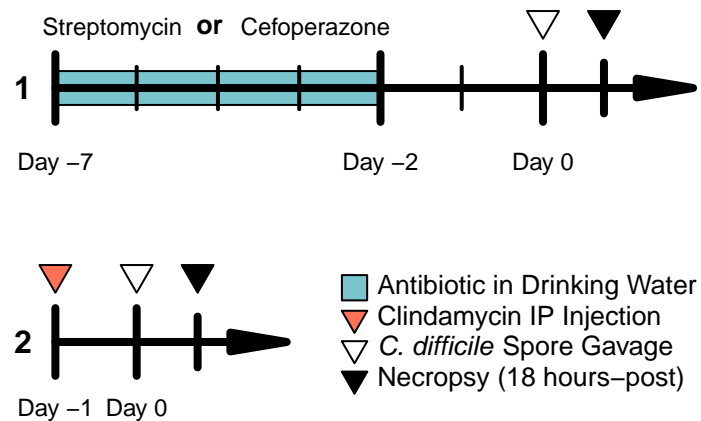 Streptomycin or Cefoperazone
1
Day −7 Day −2 Day 0
2
Day −1 Day 0
Antibiotic in Drinking Water
Clindamycin IP Injection
C. difficile Spore Gavage
Necropsy (18 hours−post)